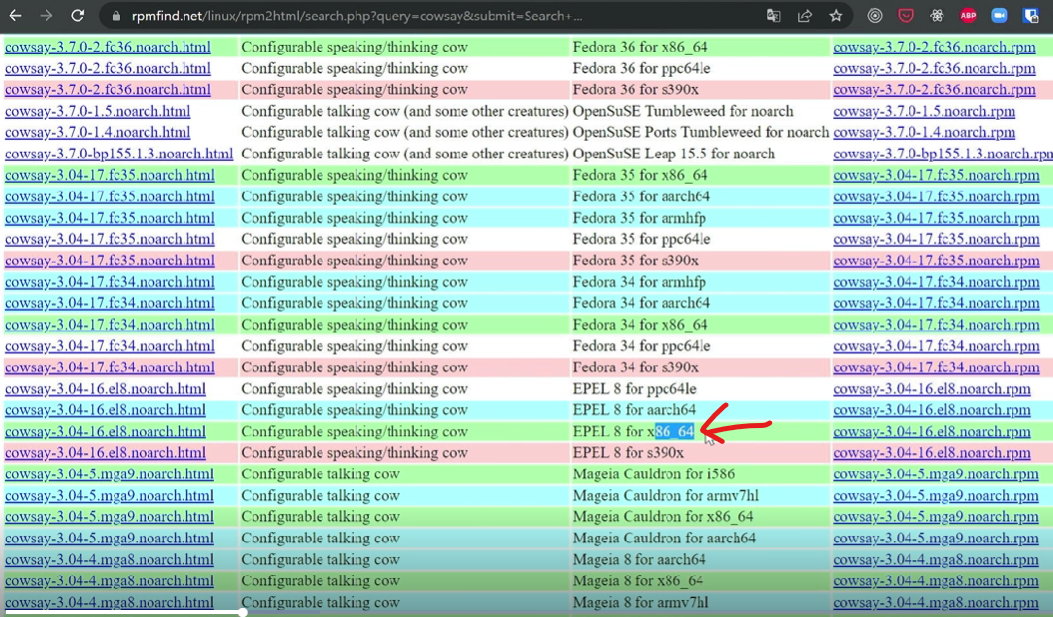 rpmfind.net/linux/rpm2html/search.php?query=cowsay&submit=Search+...
ABP
cowsay-3.7.0-2.fc36.noarch.html Configurable speaking/thinking cow Fedora 36 for x86_64 cowsay-3.7.0-2.fc36.noarch.rpm
cowsay-3.7.0-2.fc36.noarch.html Configurable speaking/thinking cow Fedora 36 for ppc64le cowsay-3.7.0-2.fc36.noarch.rpm
cowsay-3.7.0-2.fc36.noarch.html Configurable speaking/thinking cow Fedora 36 for s390x cowsay-3.7.0-2.fc36.noarch.rpm
cowsay-3.7.0-1.5.noarch.html Configurable talking cow (and some other creatures) OpenSuSE Tumbleweed for noarch cowsay-3.7.0-1.5.noarch.rpm
cowsay-3.7.0-1.4.noarch.html Configurable talking cow (and some other creatures) OpenSuSE Ports Tumbleweed for noarch cowsay-3.7.0-1.4.noarch.rpm
cowsay-3.7.0-bp155.1.3.noarch.html Configurable talking cow (and some other creatures) OpenSuSE Leap 15.5 for noarch cowsay-3.7.0-bp155.1.3.noarch.rpm
cowsay-3.04-17.fc35.noarch.html Configurable speaking/thinking cow Fedora 35 for x86_64 cowsay-3.04-17.fc35.noarch.rpm
cowsay-3.04-17.fc35.noarch.html Configurable speaking/thinking cow Fedora 35 for aarch64 cowsay-3.04-17.fc35.noarch.rpm
cowsay-3.04-17.fc35.noarch.html Configurable speaking/thinking cow Fedora 35 for armhfp cowsay-3.04-17.fc35.noarch.rpm
cowsay-3.04-17.fc35.noarch.html Configurable speaking/thinking cow Fedora 35 for ppc64le cowsay-3.04-17.fc35.noarch.rpm
cowsay-3.04-17.fc35.noarch.html Configurable speaking/thinking cow Fedora 35 for s390x cowsay-3.04-17.fc35.noarch.rpm
cowsay-3.04-17.fc34.noarch.html Configurable speaking/thinking cow Fedora 34 for armhfp cowsay-3.04-17.fc34.noarch.rpm
cowsay-3.04-17.fc34.noarch.html Configurable speaking/thinking cow Fedora 34 for aarch64 cowsay-3.04-17.fc34.noarch.rpm
cowsay-3.04-17.fc34.noarch.html Configurable speaking/thinking cow Fedora 34 for x86_64 cowsay-3.04-17.fc34.noarch.rpm
cowsay-3.04-17.fc34.noarch.html Configurable speaking/thinking cow Fedora 34 for ppc64le cowsay-3.04-17.fc34.noarch.rpm
cowsay-3.04-17.fc34.noarch.html Configurable speaking/thinking cow Fedora 34 for s390x cowsay-3.04-17.fc34.noarch.rpm
cowsay-3.04-16.el8.noarch.html Configurable speaking/thinking cow EPEL 8 for ppc64le cowsay-3.04-16.el8.noarch.rpm
cowsay-3.04-16.el8.noarch.html Configurable speaking/thinking cow EPEL 8 for aarch64 cowsay-3.04-16.el8.noarch.rpm
cowsay-3.04-16.el8.noarch.html Configurable speaking/thinking cow EPEL 8 for x86_64 cowsay-3.04-16.el8.noarch.rpm
cowsay-3.04-16.el8.noarch.html Configurable speaking/thinking cow EPEL 8 for s390x cowsay-3.04-16.el8.noarch.rpm
cowsay-3.04-5.mga9.noarch.html Configurable talking cow Mageia Cauldron for i586 cowsay-3.04-5.mga9.noarch.rpm
cowsay-3.04-5.mga9.noarch.html Configurable talking cow Mageia Cauldron for armv7hl cowsay-3.04-5.mga9.noarch.rpm
cowsay-3.04-5.mga9.noarch.html Configurable talking cow Mageia Cauldron for x86_64 cowsay-3.04-5.mga9.noarch.rpm
cowsay-3.04-5.mga9.noarch.html Configurable talking cow Mageia Cauldron for aarch64 cowsay-3.04-5.mga9.noarch.rpm
cowsay-3.04-4.mga8.noarch.html Configurable talking cow Mageia 8 for aarch64 cowsay-3.04-4.mga8.noarch.rpm
cowsay-3.04-4.mga8.noarch.html Configurable talking cow Mageia 8 for x86_64 cowsay-3.04-4.mga8.noarch.rpm
cowsay-3.04-4.mga8.noarch.html Configurable talking cow Mageia 8 for armv7hl cowsay-3.04-4.mga8.noarch.rpm